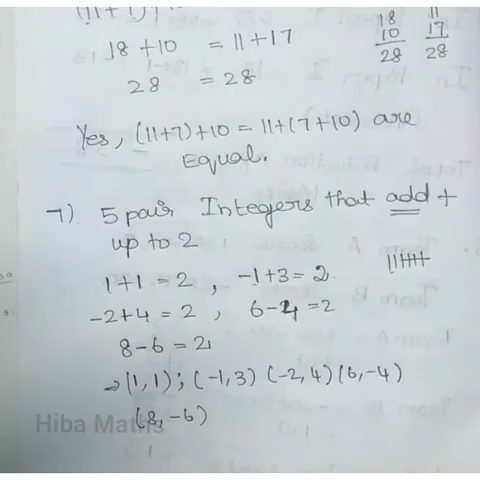 (11+7)
18
10
28
11
17
28
18 +10 = 11 + 17
28 = 28
Yes, (11+7)+10 = 11+(7+10) are
Equal.
7) 5 pair Integers that add +
up to 2
1+1 = 2 , -1+3 = 2
-2+4 = 2 , 6-4 = 2
8-6 = 2
→ (1,1) ; (-1,3) (-2,4) (6,-4)
(8,-6)
Hiba Maths